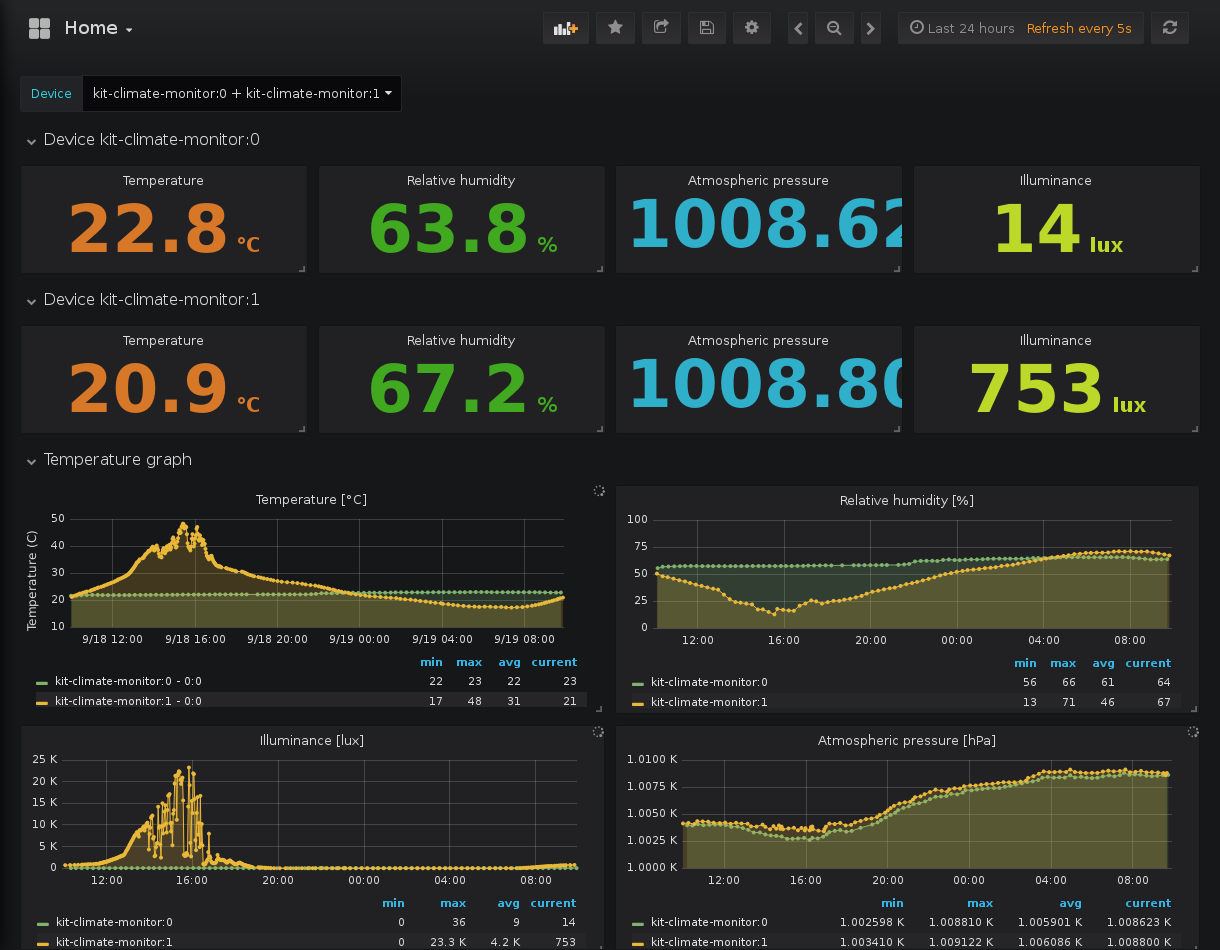 Home
Last 24 hours Refresh every 5s
Device kit-climate-monitor:0 + kit-climate-monitor:1
Device kit-climate-monitor:0
Temperature Relative humidity Atmospheric pressure Illuminance
22.8 °C 63.8 % 1008.62 14 lux
Device kit-climate-monitor:1
Temperature Relative humidity Atmospheric pressure Illuminance
20.9 °C 67.2 % 1008.80 753 lux
Temperature graph
Temperature [°C]
Temperature (C)
50
40
30
20
10
9/18 12:00 9/18 16:00 9/18 20:00 9/19 00:00 9/19 04:00 9/19 08:00
min max avg current
kit-climate-monitor:0 - 0:0 22 23 22 23
kit-climate-monitor:1 - 0:0 17 48 31 21
Relative humidity [%]
100
75
50
25
0
12:00 16:00 20:00 00:00 04:00 08:00
min max avg current
kit-climate-monitor:0 56 66 61 64
kit-climate-monitor:1 13 71 46 67
Illuminance [lux]
25 K
20 K
15 K
10 K
5 K
0
12:00 16:00 20:00 00:00 04:00 08:00
min max avg current
kit-climate-monitor:0 0 36 9 14
kit-climate-monitor:1 0 23.3 K 4.2 K 753
Atmospheric pressure [hPa]
1.0100 K
1.0075 K
1.0050 K
1.0025 K
1.0000 K
12:00 16:00 20:00 00:00 04:00 08:00
min max avg current
kit-climate-monitor:0 1.002598 K 1.008810 K 1.005901 K 1.008623 K
kit-climate-monitor:1 1.003410 K 1.009122 K 1.006086 K 1.008800 K